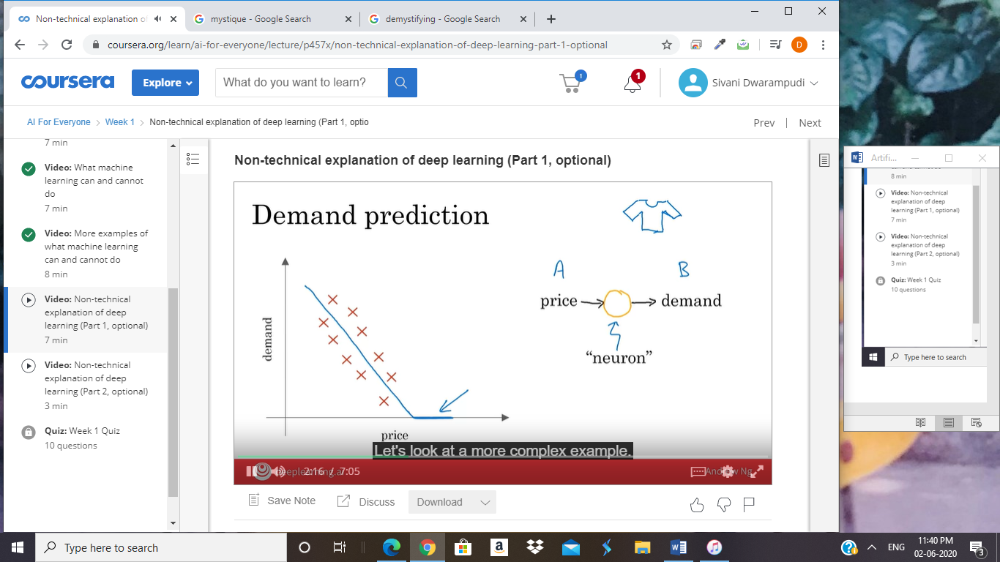 Non-technical explanation of
mystique - Google Search
demystifying - Google Search
coursera.org/learn/ai-for-everyone/lecture/p457x/non-technical-explanation-of-deep-learning-part-1-optional
D
coursera
Explore
What do you want to learn?
1
1
Sivani Dwarampudi
AI For Everyone
Week 1
Non-technical explanation of deep learning (Part 1, optio
Prev
Next
7 min
Video: What machine
learning can and cannot
do
7 min
Video: More examples of
what machine learning
can and cannot do
8 min
Video: Non-technical
explanation of deep
learning (Part 1, optional)
7 min
Video: Non-technical
explanation of deep
learning (Part 2, optional)
3 min
Quiz: Week 1 Quiz
10 questions
Non-technical explanation of deep learning (Part 1, optional)
Demand prediction
A
B
price
demand
"neuron"
demand
price
Let's look at a more complex example.
deeplearning.ai
2:16 / 7:05
Andrew Ng
Save Note
Discuss
Download
Artifi...
8 min
Video: Non-technical
explanation of deep
learning (Part 1, optional)
7 min
Video: Non-technical
explanation of deep
learning (Part 2, optional)
3 min
Quiz: Week 1 Quiz
10 questions
Type here to search
Type here to search
ENG
11:40 PM
02-06-2020
3